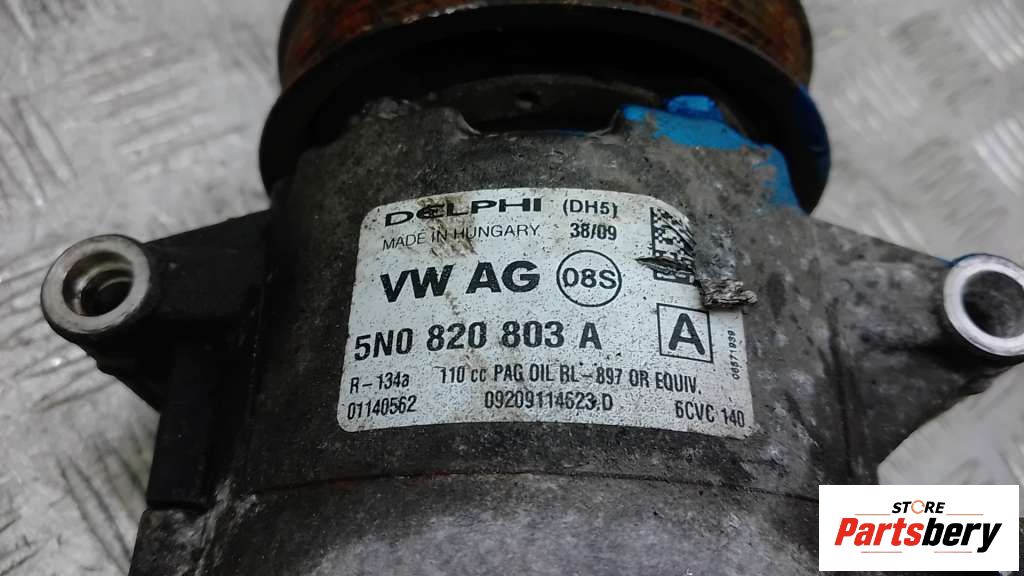 DELPHI (DH5)
MADE IN HUNGARY 38/09
VW AG 08S
5N0 820 803 A A
R-134a 110 cc PAG OIL BL-897 OR EQUIV.
01140562 09209114623.D 6CVC 140
STORE
Partsbery